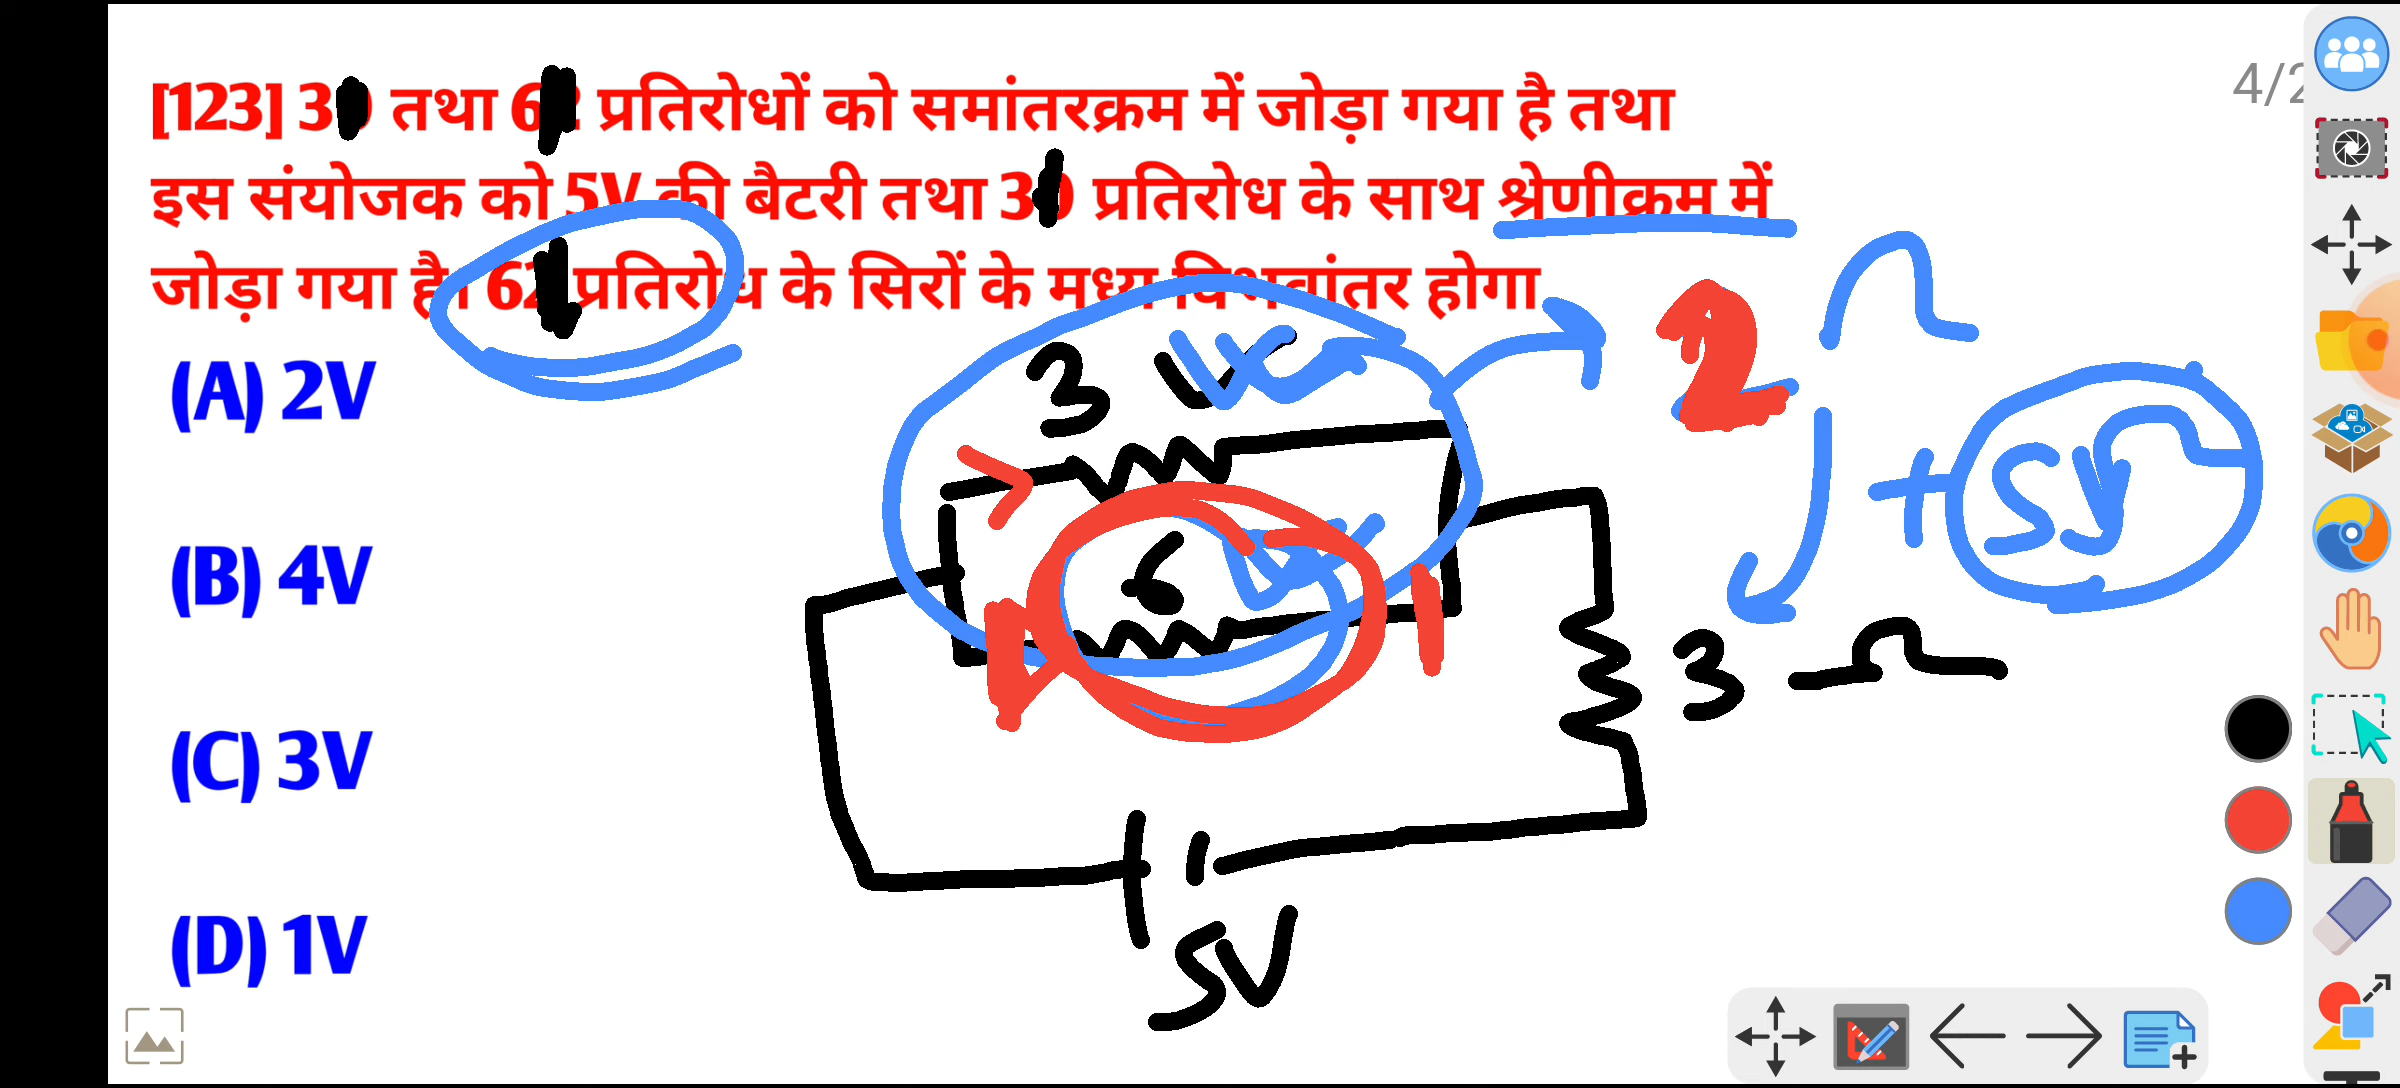 [123] 3 तथा 6 प्रतिरोधों को समांतरक्रम में जोड़ा गया है तथा
इस संयोजक को 5V की बैटरी तथा 3 प्रतिरोध के साथ श्रेणीक्रम में
जोड़ा गया है। 6 प्रतिरोध के सिरों के मध्य विभवांतर होगा
4/2
(A) 2V
(B) 4V
(C) 3V
(D) 1V
3
2 Ω
6
+ 5V
3 Ω
5V